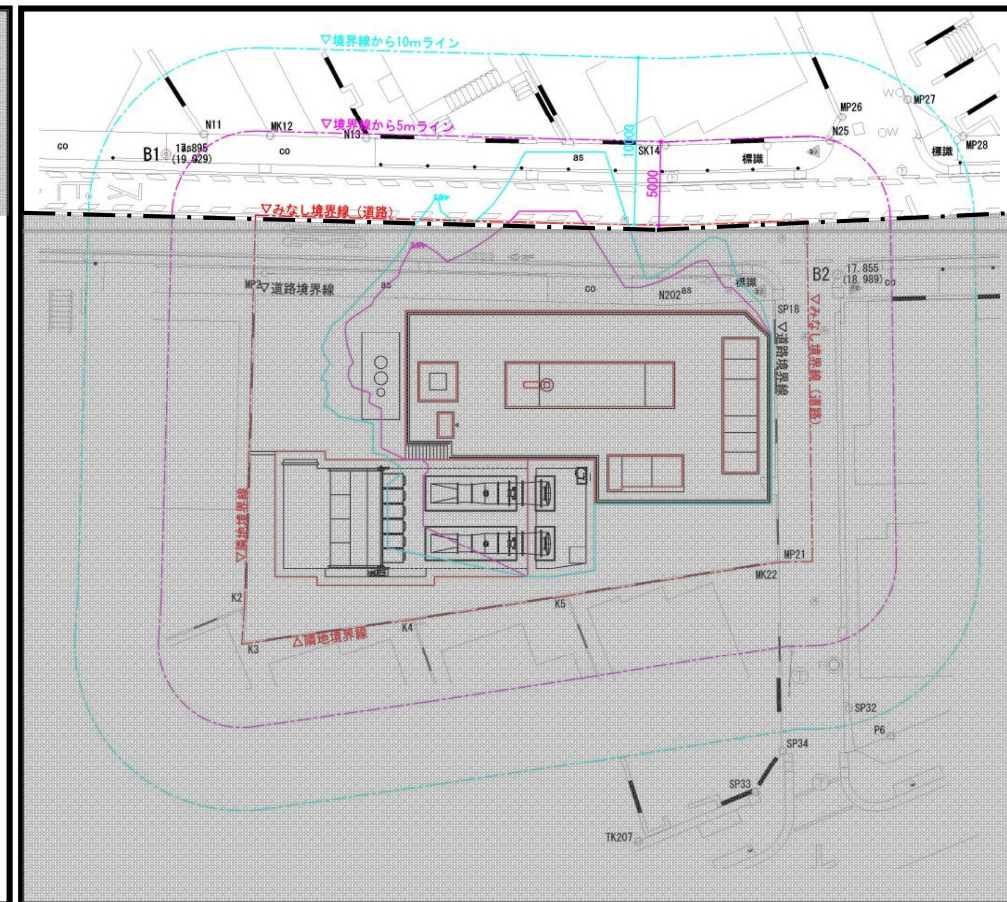 ▽境界線から10mライン
MP27
MP26
N11
MK12
N13
▽境界線から5mライン
N25
MP28
co
B1
(19.029)
co
as
SK14
標識
標識
10000
5000
▽みなし境界線(道路)
B2
17.855
(18.989)
co
MP2
▽道路境界線
as
co
N202
as
標識
SP18
▽道路境界線
▽みなし境界線(道路)
▽隣地境界線
MP21
MK22
K2
K5
K4
K3
△隣地境界線
SP32
P6
SP34
SP33
TK207